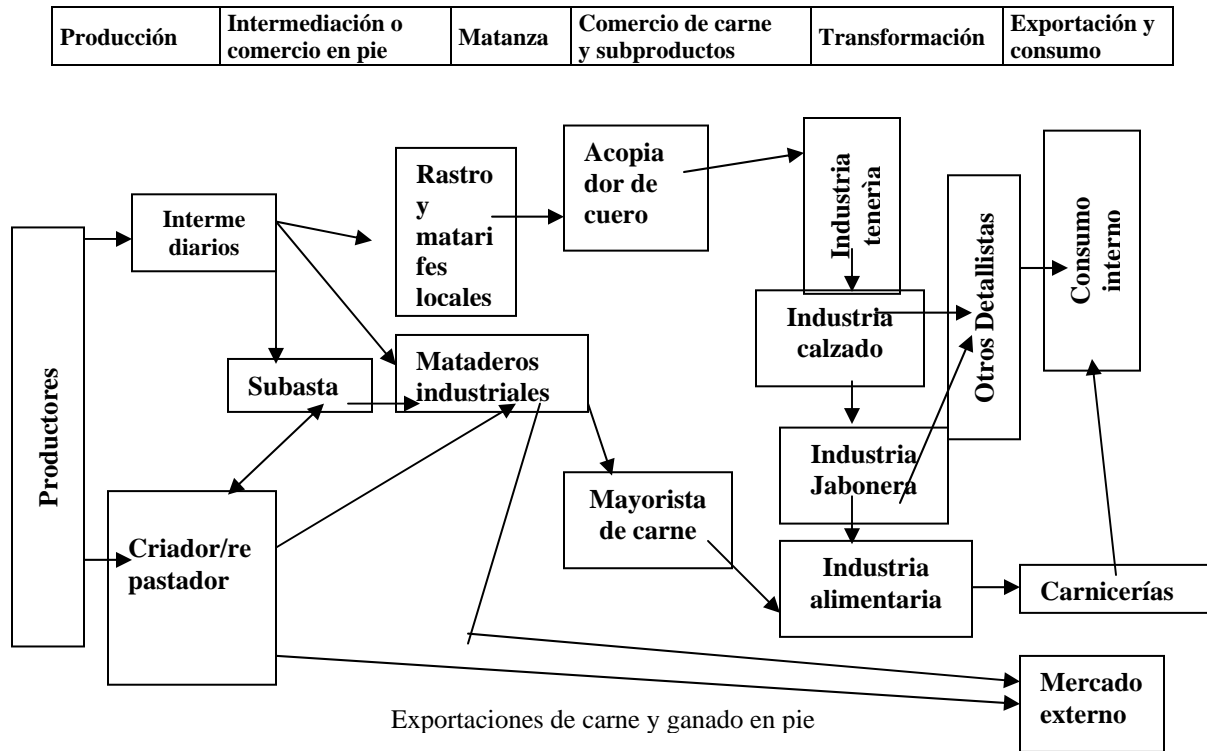 Producción
Intermediación o
comercio en pie
Matanza
Comercio de carne
y subproductos
Transformación
Exportación y
consumo
Productores
Interme
diarios
Subasta
Criador/re
pastador
Rastro
y
matari
fes
locales
Mataderos
industriales
Acopia
dor de
cuero
Mayorista
de carne
Industria
tenerìa
Industria
calzado
Industria
Jabonera
Industria
alimentaria
Otros Detallistas
Consumo
interno
Carnicerías
Mercado
externo
Exportaciones de carne y ganado en pie